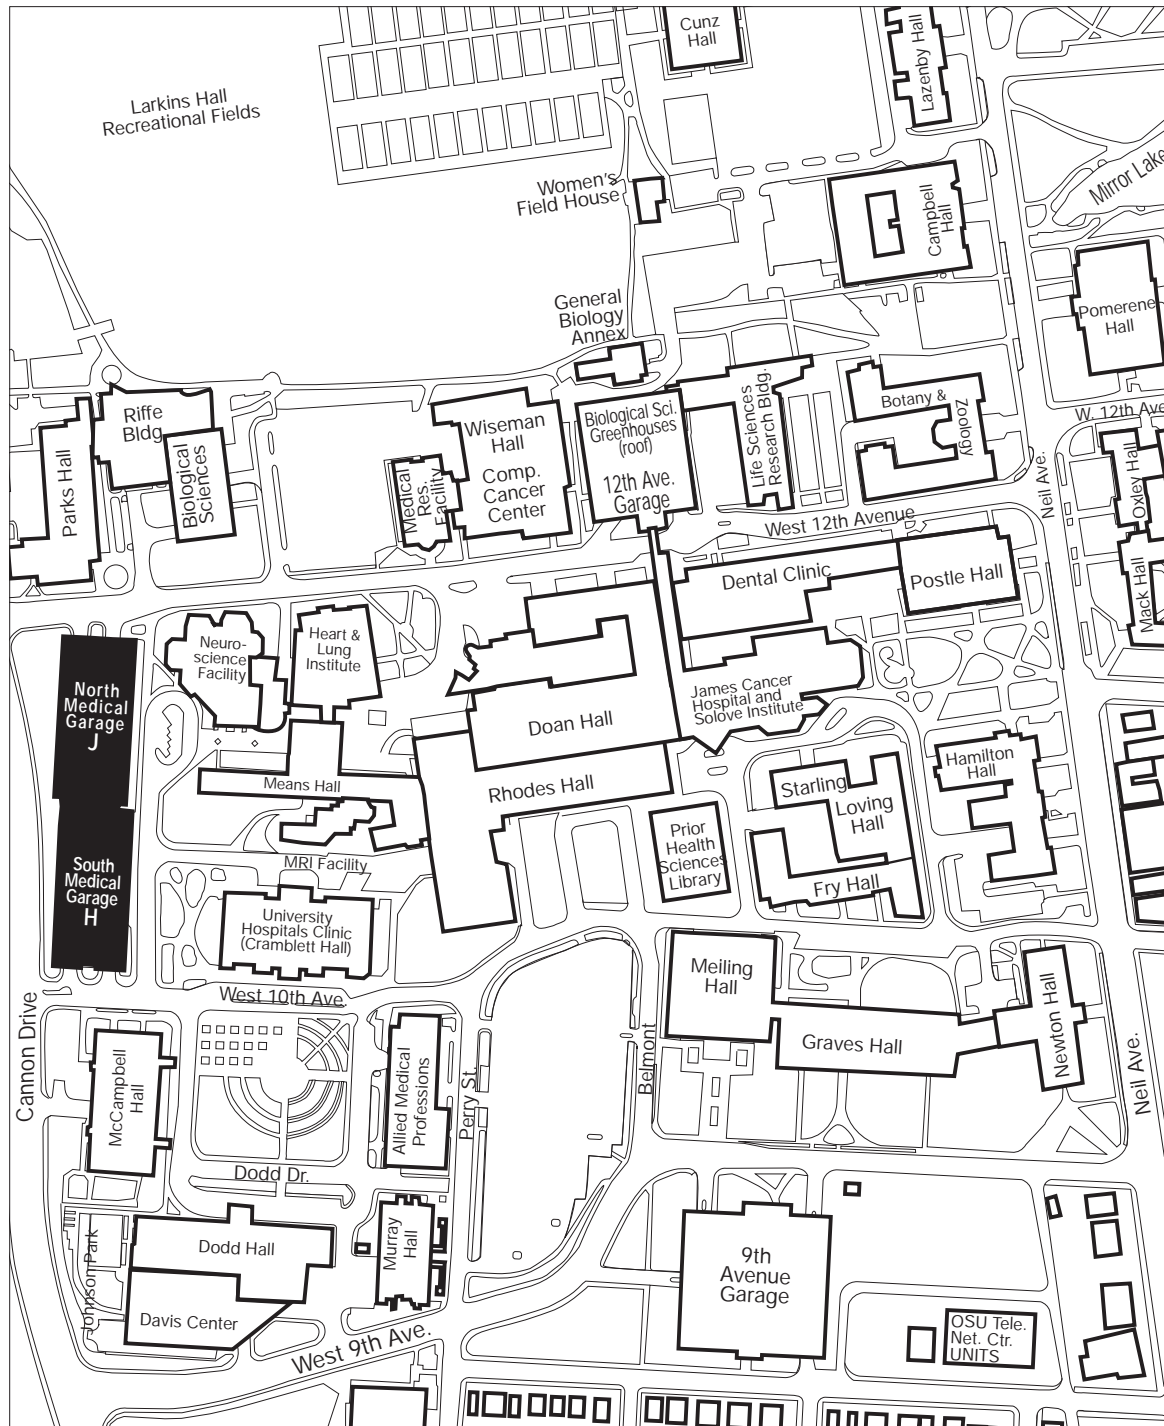 Cunz
Hall
Lazenby Hall
Larkins Hall
Recreational Fields
Mirror Lake
Women's
Field House
Campbell
Hall
General
Biology
Annex
Pomerene
Hall
Riffe
Bldg.
Parks Hall
Biological
Sciences
Wiseman
Hall
Comp.
Cancer
Center
Medical
Res.
Facility
Biological Sci.
Greenhouses
(roof)
12th Ave.
Garage
Life Sciences
Research Bldg.
Botany &
Zoology
W. 12th Ave
Oxley Hall
Neil Ave.
West 12th Avenue
Mack Hall
Dental Clinic
Postle Hall
Neuro-
science
Facility
Heart &
Lung
Institute
North
Medical
Garage
J
James Cancer
Hospital and
Solove Institute
Doan Hall
Means Hall
Rhodes Hall
Hamilton
Hall
Starling
Loving
Hall
Prior
Health
Sciences
Library
South
Medical
Garage
H
MRI Facility
Fry Hall
University
Hospitals Clinic
(Cramblett Hall)
Meiling
Hall
West 10th Ave.
Cannon Drive
Newton Hall
Graves Hall
Belmont
McCampbell
Hall
Allied Medical
Professions
Perry St.
Neil Ave.
Dodd Dr.
Johnson Park
Dodd Hall
Murray
Hall
9th
Avenue
Garage
Davis Center
West 9th Ave.
OSU Tele.
Net. Ctr.
UNITS